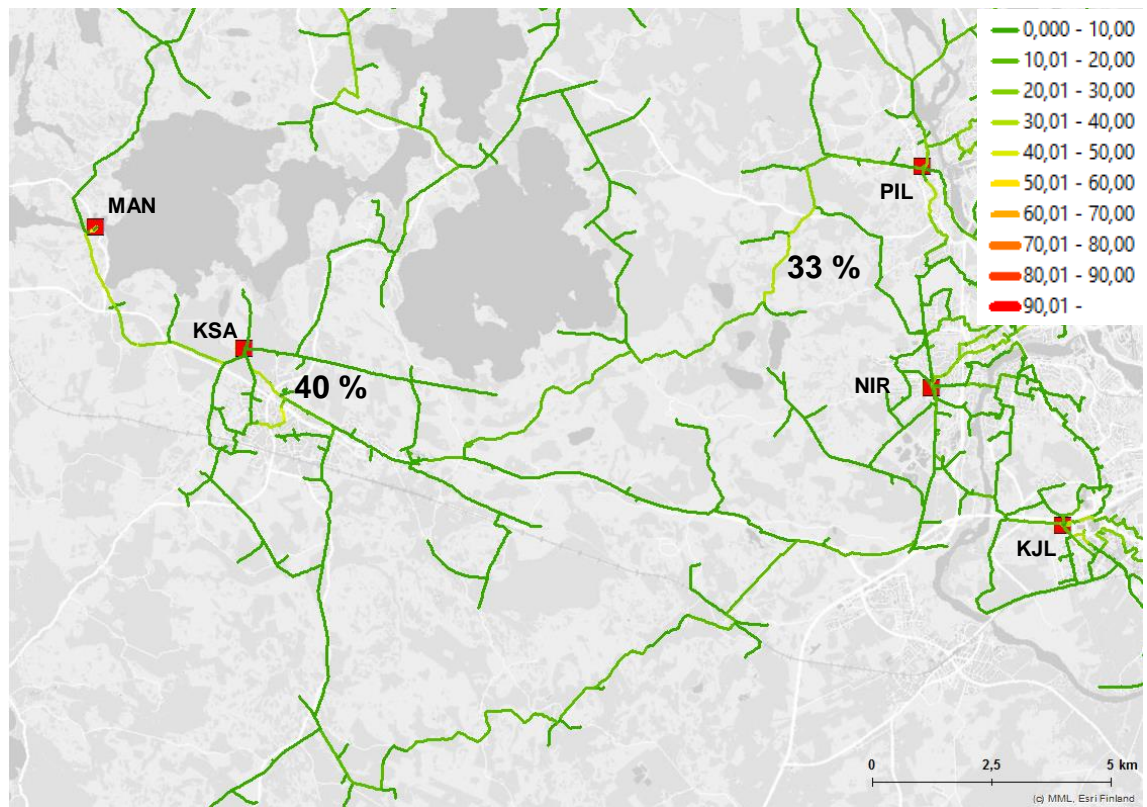 0,000 - 10,00
10,01 - 20,00
20,01 - 30,00
30,01 - 40,00
40,01 - 50,00
50,01 - 60,00
60,01 - 70,00
70,01 - 80,00
80,01 - 90,00
90,01 -
PIL
MAN
33 %
KSA
40 %
NIR
KJL
0 2,5 5 km
(c) MML, Esri Finland